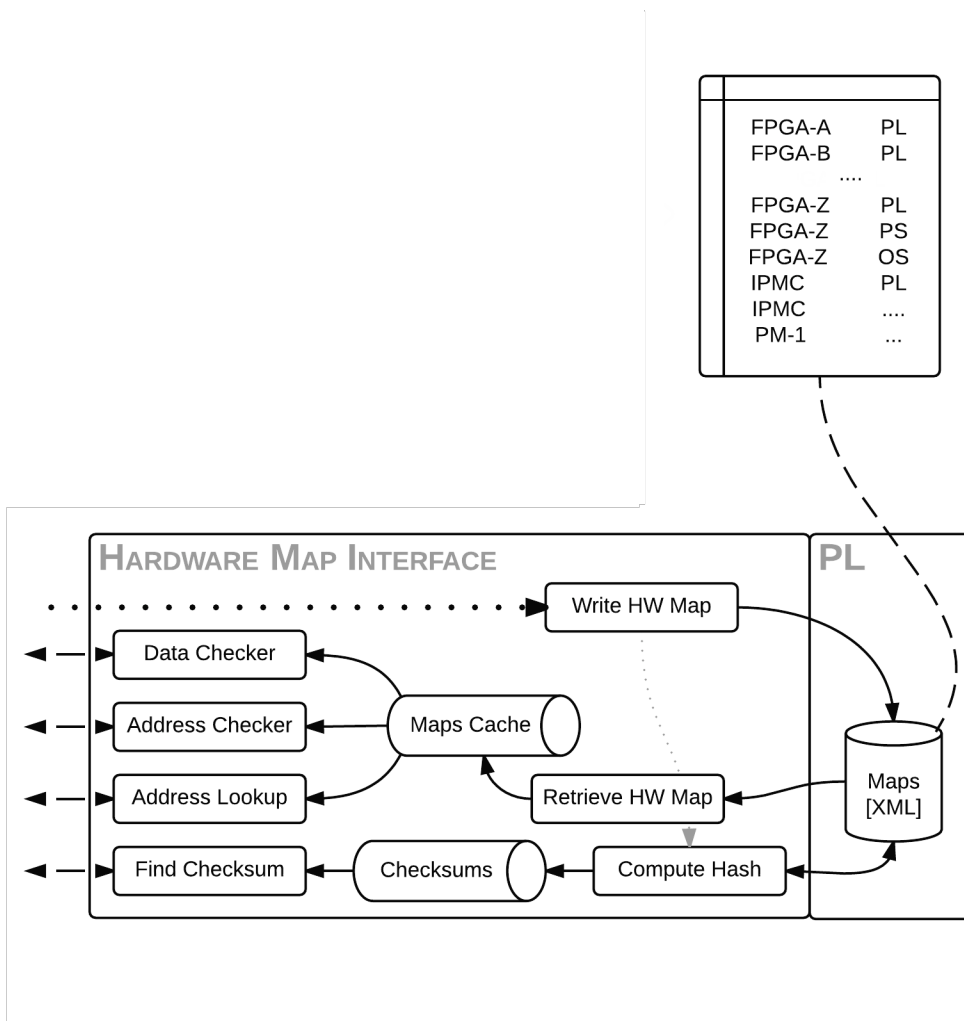 FPGA-A PL
FPGA-B PL
....
FPGA-Z PL
FPGA-Z PS
FPGA-Z OS
IPMC PL
IPMC ....
PM-1 ...
HARDWARE MAP INTERFACE
PL
Write HW Map
Data Checker
Address Checker
Maps Cache
Address Lookup
Retrieve HW Map
Maps
[XML]
Find Checksum
Checksums
Compute Hash